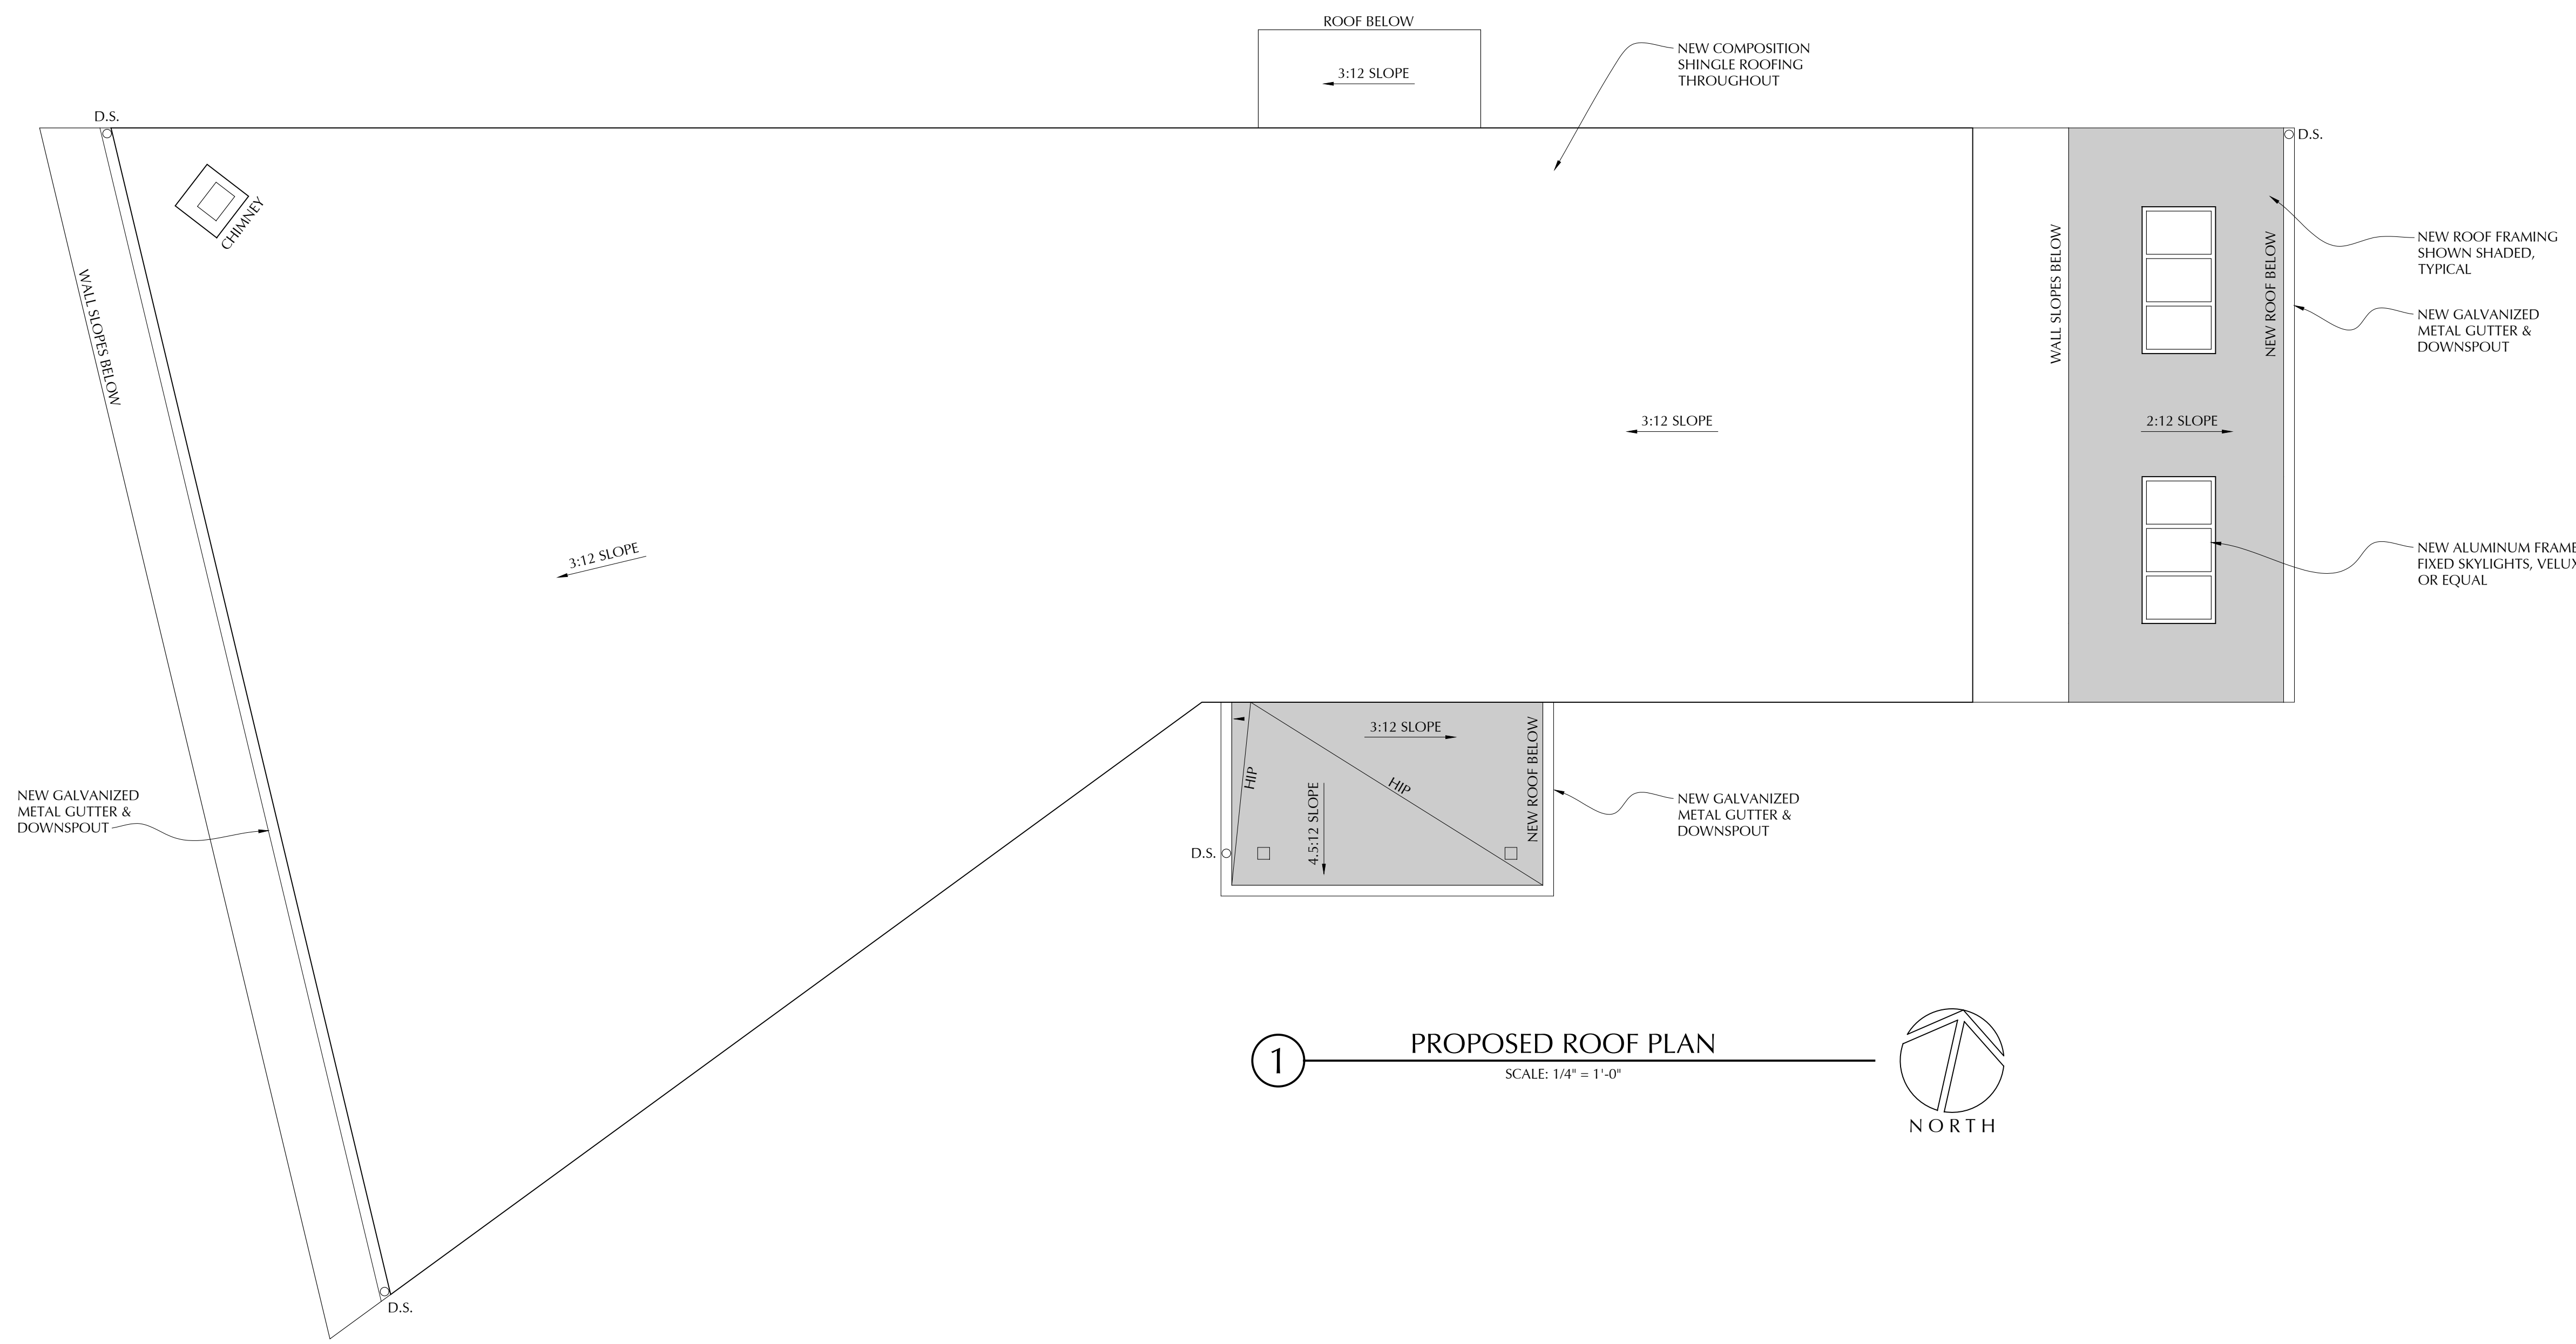 ROOF BELOW
3:12 SLOPE
NEW COMPOSITION
SHINGLE ROOFING
THROUGHOUT
D.S.
D.S.
CHIMNEY
WALL SLOPES BELOW
WALL SLOPES BELOW
NEW ROOF BELOW
NEW ROOF FRAMING
SHOWN SHADED,
TYPICAL
NEW GALVANIZED
METAL GUTTER &
DOWNSPOUT
3:12 SLOPE
2:12 SLOPE
3:12 SLOPE
NEW ALUMINUM FRAME
FIXED SKYLIGHTS, VELUX
OR EQUAL
3:12 SLOPE
HIP
HIP
4.5:12 SLOPE
NEW ROOF BELOW
D.S.
NEW GALVANIZED
METAL GUTTER &
DOWNSPOUT
NEW GALVANIZED
METAL GUTTER &
DOWNSPOUT
1
PROPOSED ROOF PLAN
SCALE: 1/4" = 1'-0"
NORTH
D.S.